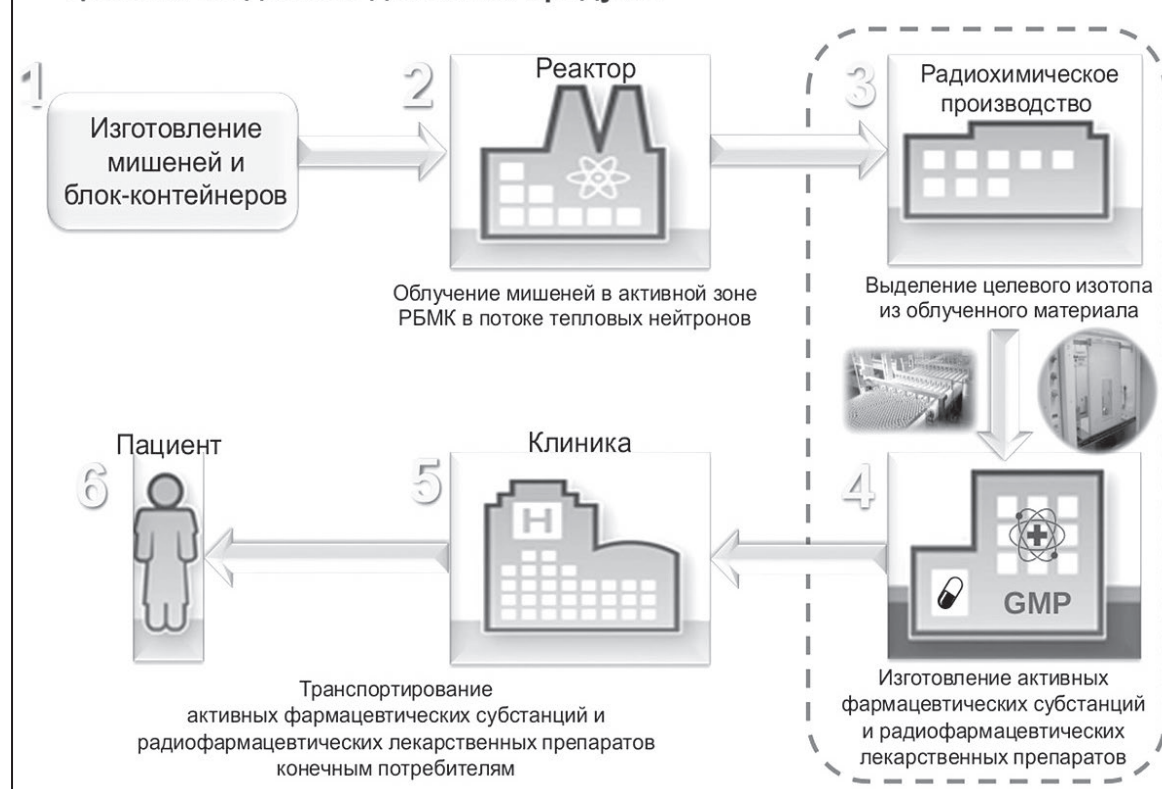 1
Изготовление
мишеней и
блок-контейнеров
2
Реактор
Облучение мишеней в активной зоне
РБМК в потоке тепловых нейтронов
3
Радиохимическое
производство
Выделение целевого изотопа
из облученного материала
4
GMP
Изготовление активных
фармацевтических субстанций
и радиофармацевтических
лекарственных препаратов
5
Клиника
H
6
Пациент
Транспортирование
активных фармацевтических субстанций и
радиофармацевтических лекарственных препаратов
конечным потребителям